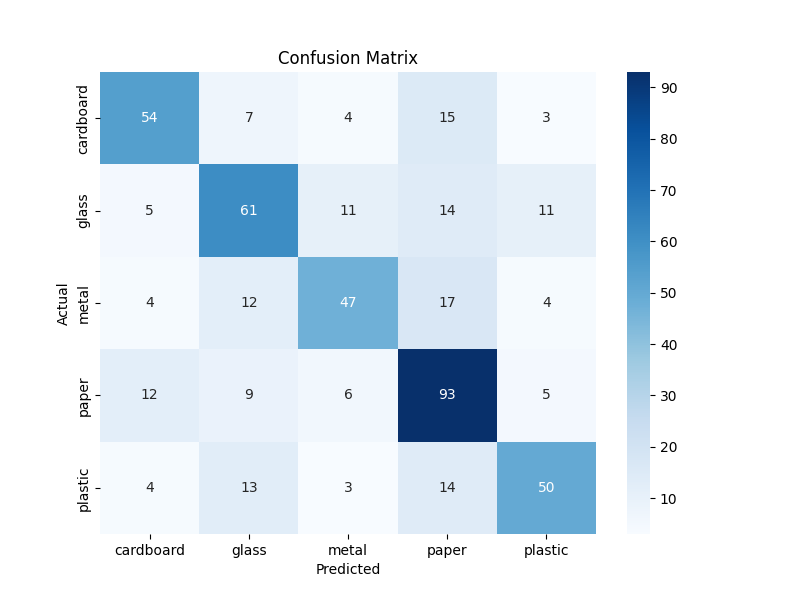 Confusion Matrix
cardboard 54 7 4 15 3
glass 5 61 11 14 11
metal 4 12 47 17 4
paper 12 9 6 93 5
plastic 4 13 3 14 50
Actual
cardboard glass metal paper plastic
Predicted
90
80
70
60
50
40
30
20
10